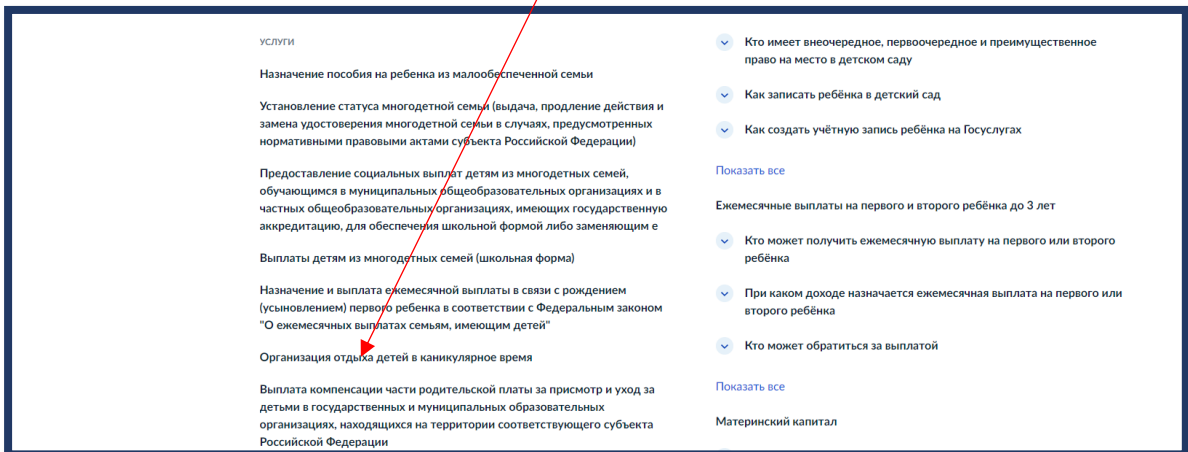 УСЛУГИ
Назначение пособия на ребенка из малообеспеченной семьи
Установление статуса многодетной семьи (выдача, продление действия и
замена удостоверения многодетной семьи в случаях, предусмотренных
нормативными правовыми актами субъекта Российской Федерации)
Предоставление социальных выплат детям из многодетных семей,
обучающимся в муниципальных общеобразовательных организациях и в
частных общеобразовательных организациях, имеющих государственную
аккредитацию, для обеспечения школьной формой либо заменяющим е
Выплаты детям из многодетных семей (школьная форма)
Назначение и выплата ежемесячной выплаты в связи с рождением
(усыновлением) первого ребенка в соответствии с Федеральным законом
"О ежемесячных выплатах семьям, имеющим детей"
Организация отдыха детей в каникулярное время
Выплата компенсации части родительской платы за присмотр и уход за
детьми в государственных и муниципальных образовательных
организациях, находящихся на территории соответствующего субъекта
Российской Федерации
Кто имеет внеочередное, первоочередное и преимущественное
право на место в детском саду
Как записать ребёнка в детский сад
Как создать учётную запись ребёнка на Госуслугах
Показать все
Ежемесячные выплаты на первого и второго ребёнка до 3 лет
Кто может получить ежемесячную выплату на первого или второго
ребёнка
При каком доходе назначается ежемесячная выплата на первого или
второго ребёнка
Кто может обратиться за выплатой
Показать все
Материнский капитал